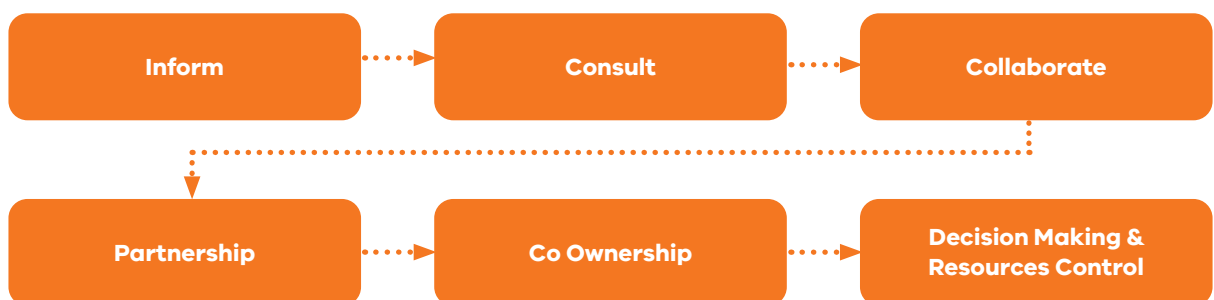 Inform
Consult
Collaborate
Partnership
Co Ownership
Decision Making &
Resources Control